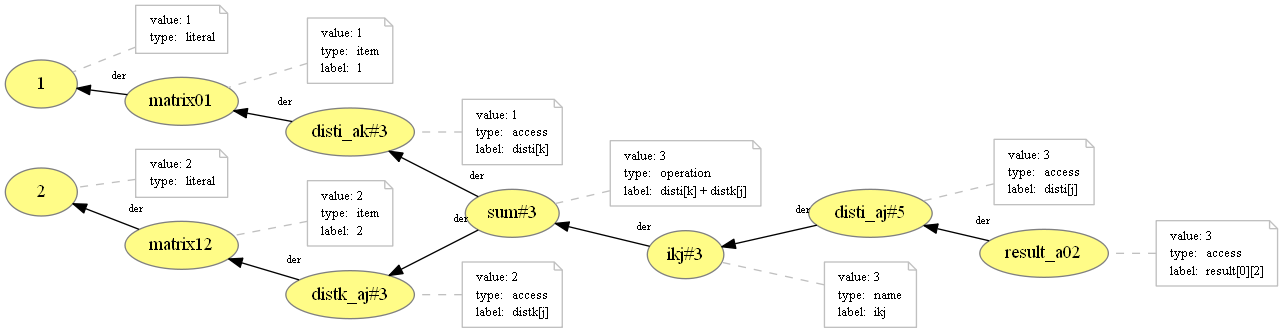 value: 1
type: literal
1
der
matrix01
value: 1
type: item
label: 1
der
disti_ak#3
value: 1
type: access
label: disti[k]
der
2
value: 2
type: literal
der
matrix12
value: 2
type: item
label: 2
der
distk_aj#3
value: 2
type: access
label: distk[j]
der
sum#3
value: 3
type: operation
label: disti[k] + distk[j]
der
ikj#3
value: 3
type: name
label: ikj
der
disti_aj#5
value: 3
type: access
label: disti[j]
der
result_a02
value: 3
type: access
label: result[0][2]